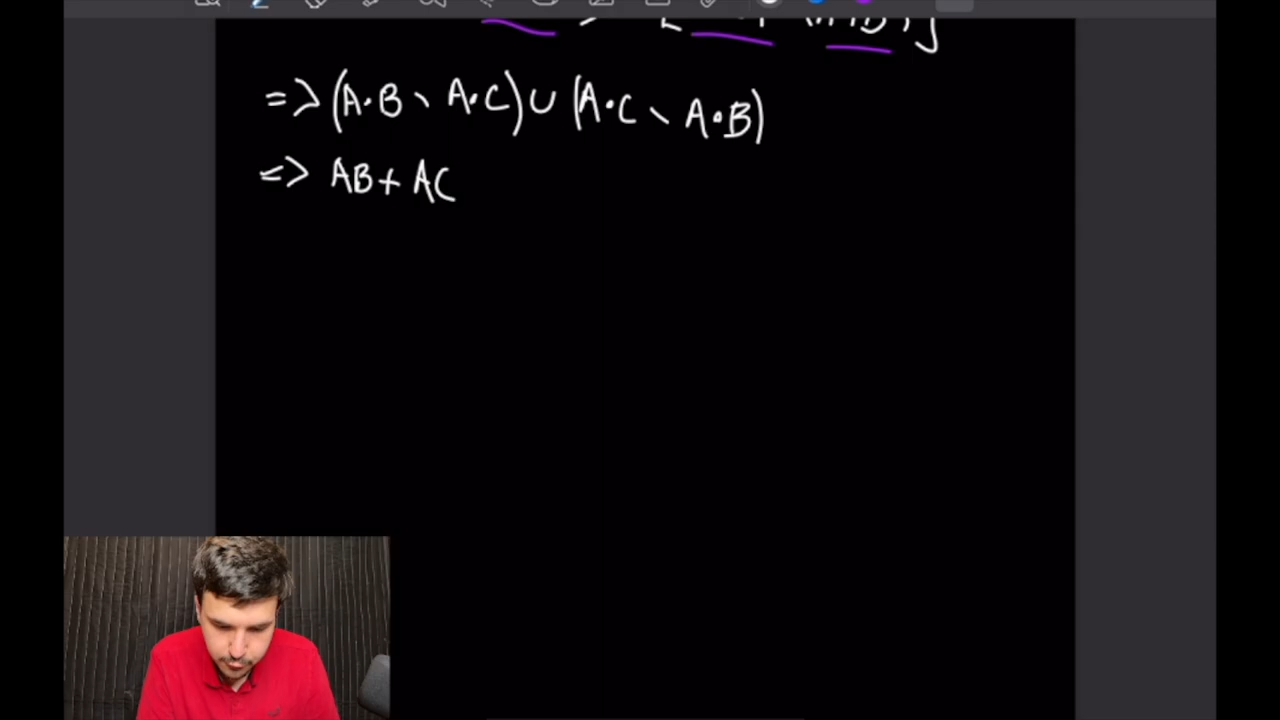 => (A·B \ A·C) ∪ (A·C \ A·B)
<=> AB + AC